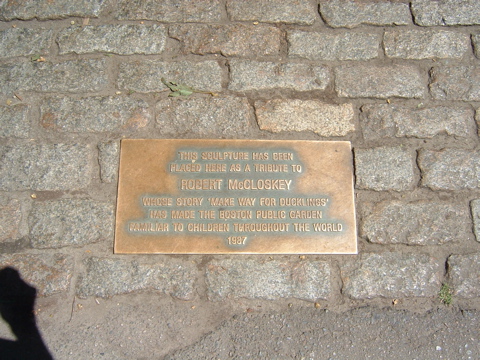 THIS SCULPTURE HAS BEEN
PLACED HERE AS A TRIBUTE TO
ROBERT McCLOSKEY
WHOSE STORY 'MAKE WAY FOR DUCKLINGS'
HAS MADE THE BOSTON PUBLIC GARDEN
FAMILIAR TO CHILDREN THROUGHOUT THE WORLD
1987